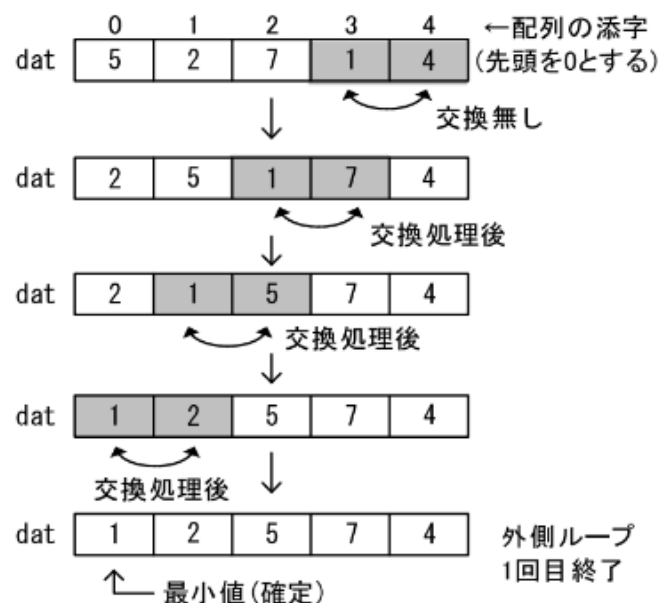 0 1 2 3 4 ←配列の添字
dat 5 2 7 1 4 (先頭を0とする)
交換無し
dat 2 5 1 7 4
交換処理後
dat 2 1 5 7 4
交換処理後
dat 1 2 5 7 4
交換処理後
dat 1 2 5 7 4 外側ループ
1回目終了
最小値(確定)